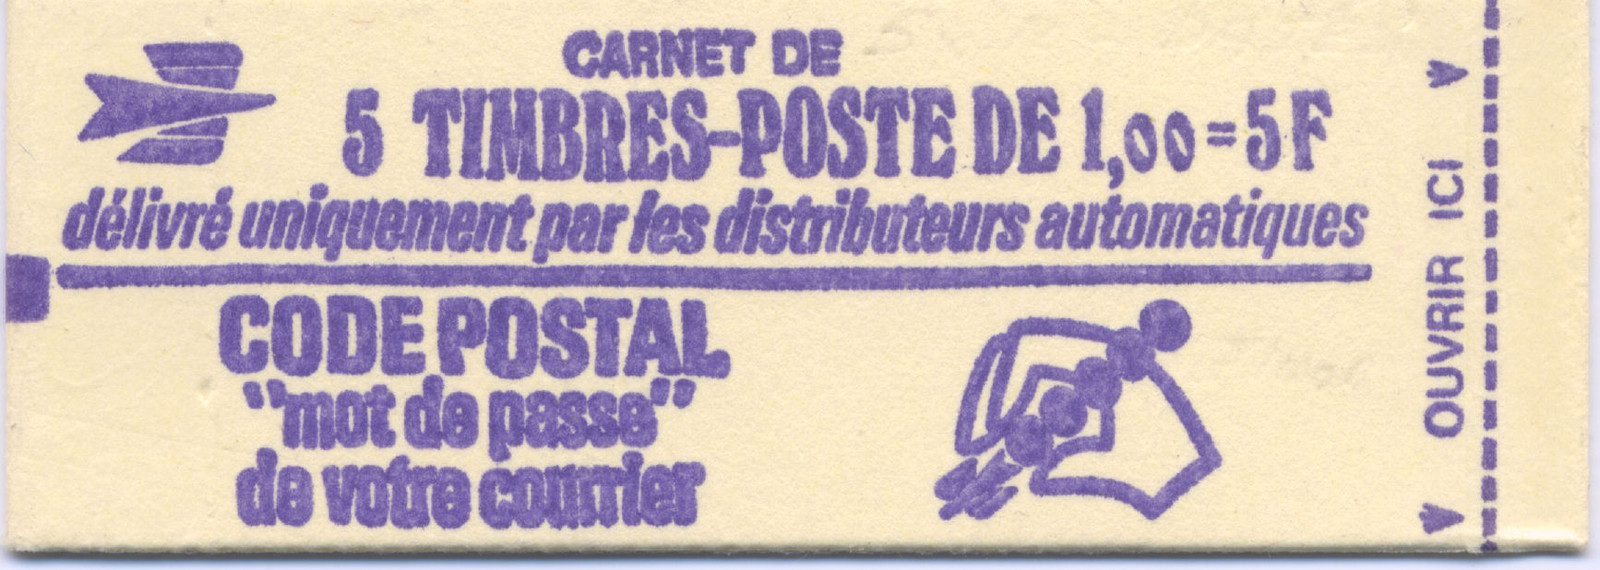 CARNET DE
5 TIMBRES-POSTE DE 1,00=5F
délivré uniquement par les distributeurs automatiques
CODE POSTAL
"mot de passe"
de votre courrier
OUVRIR ICI